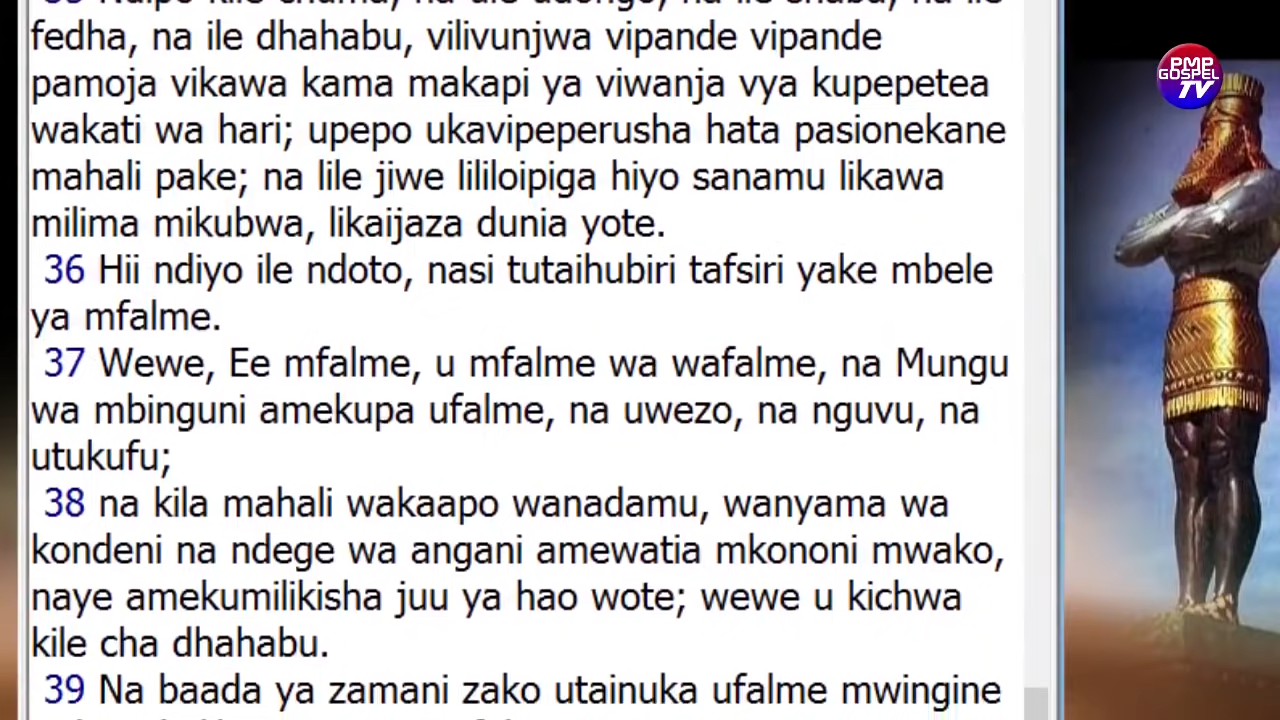 fedha, na ile dhahabu, vilivunjwa vipande vipande
pamoja vikawa kama makapi ya viwanja vya kupepetea
wakati wa hari; upepo ukavipeperusha hata pasionekane
mahali pake; na lile jiwe lililoipiga hiyo sanamu likawa
milima mikubwa, likaijaza dunia yote.
36 Hii ndiyo ile ndoto, nasi tutaihubiri tafsiri yake mbele
ya mfalme.
37 Wewe, Ee mfalme, u mfalme wa wafalme, na Mungu
wa mbinguni amekupa ufalme, na uwezo, na nguvu, na
utukufu;
38 na kila mahali wakaapo wanadamu, wanyama wa
kondeni na ndege wa angani amewatia mkononi mwako,
naye amekumilikisha juu ya hao wote; wewe u kichwa
kile cha dhahabu.
39 Na baada ya zamani zako utainuka ufalme mwingine
PMP
GOSPEL
TV